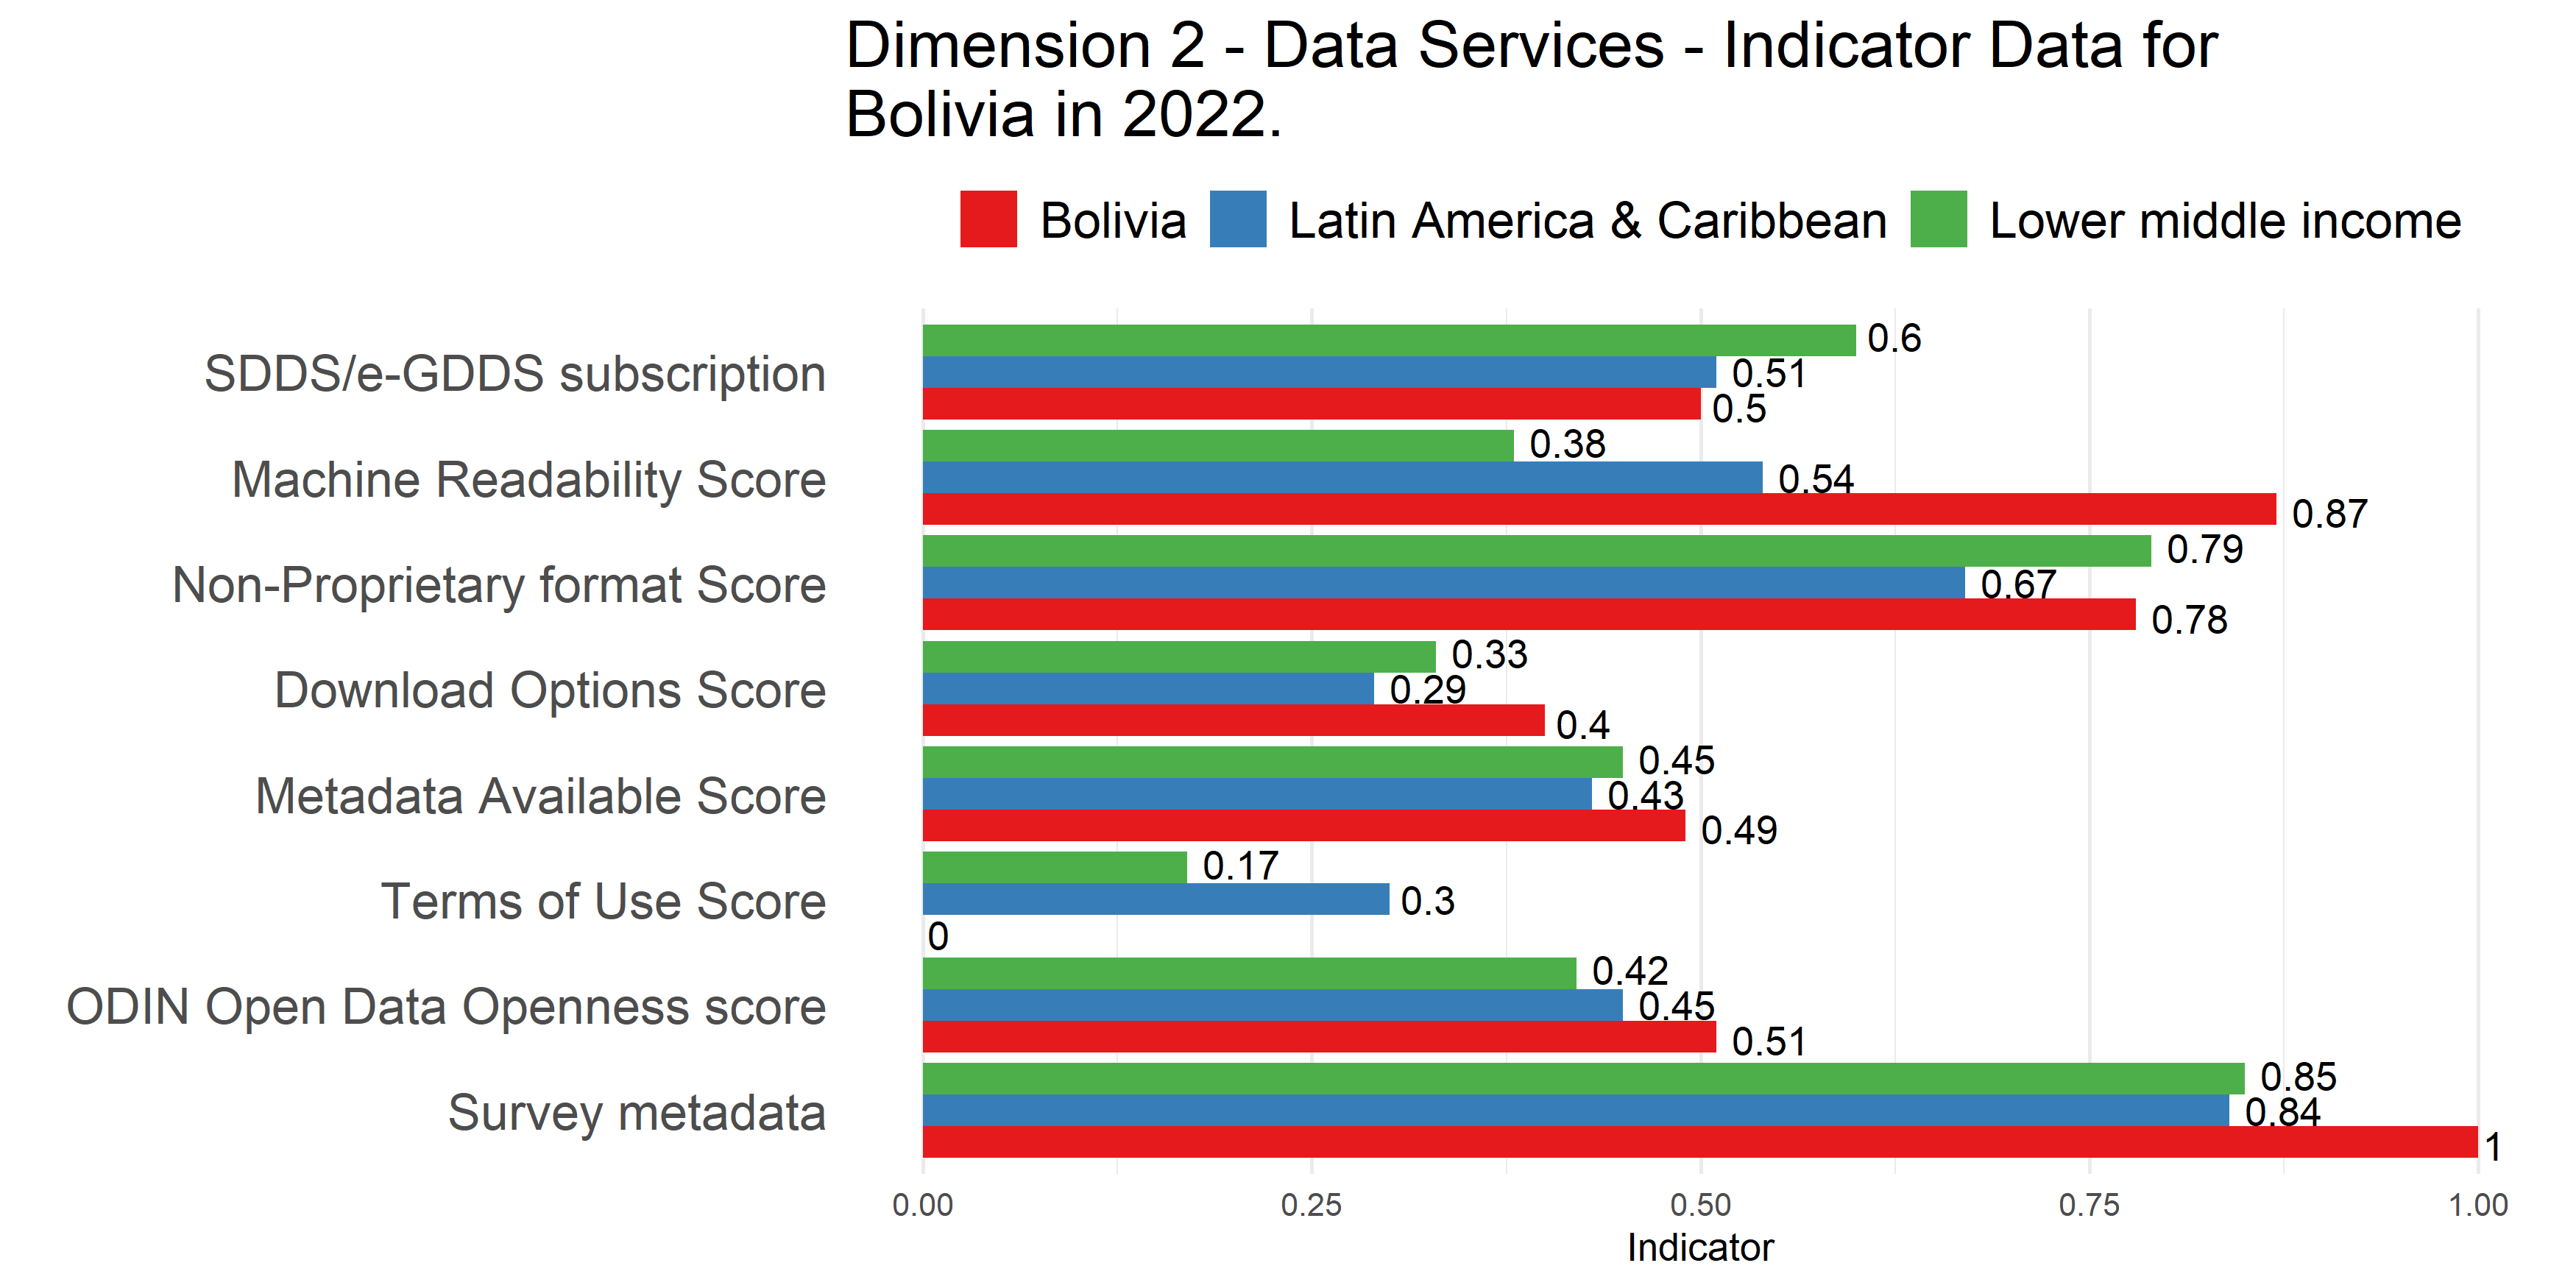 Dimension 2 - Data Services - Indicator Data for
Bolivia in 2022.
Bolivia
Latin America & Caribbean
Lower middle income
SDDS/e-GDDS subscription
0.6
0.51
0.5
Machine Readability Score
0.38
0.54
0.87
Non-Proprietary format Score
0.79
0.67
0.78
Download Options Score
0.33
0.29
0.4
Metadata Available Score
0.45
0.43
0.49
Terms of Use Score
0.17
0.3
0
ODIN Open Data Openness score
0.42
0.45
0.51
Survey metadata
0.85
0.84
1
0.00 0.25 0.50 0.75 1.00
Indicator